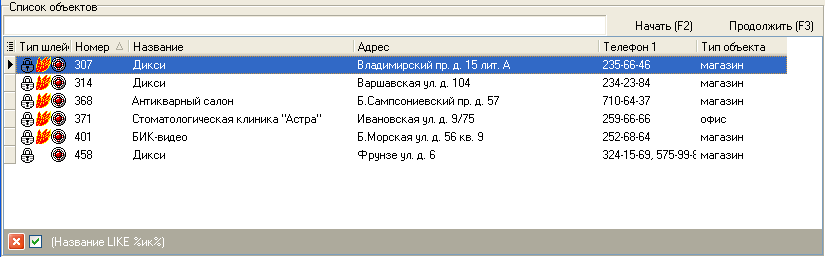 Список объектов
Начать (F2) Продолжить (F3)
Тип шлей Номер Название Адрес Телефон 1 Тип объекта
307 Дикси Владимирский пр. д. 15 лит. А 235-66-46 магазин
314 Дикси Варшавская ул. д. 104 234-23-84 магазин
368 Антикварный салон Б.Сампсониевский пр. д. 57 710-64-37 магазин
371 Стоматологическая клиника "Астра" Ивановская ул. д. 9/75 259-66-66 офис
401 БИК-видео Б.Морская ул. д. 56 кв. 9 252-68-64 магазин
458 Дикси Фрунзе ул. д. 6 324-15-69, 575-99-8 магазин
(Название LIKE %ик%)